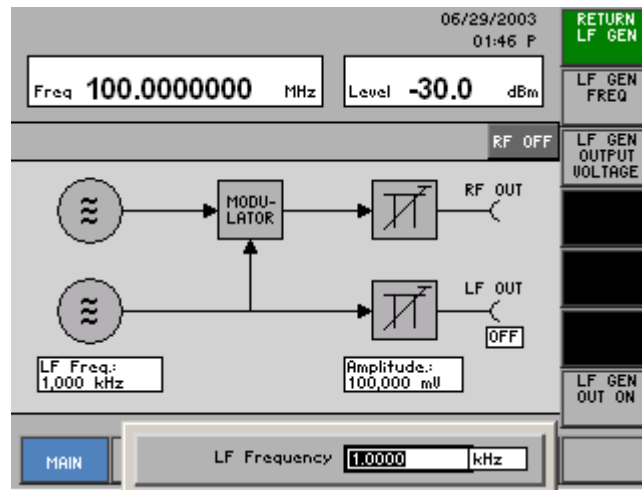 06/29/2003
01:46 P
Freq 100.0000000 MHz
Level -30.0 dBm
RF OFF
MODU-
LATOR
RF OUT
LF OUT
OFF
LF Freq.:
1,000 kHz
Amplitude.:
100,000 mV
MAIN
LF Frequency 1.0000 kHz
RETURN
LF GEN
LF GEN
FREQ
LF GEN
OUTPUT
VOLTAGE
LF GEN
OUT ON